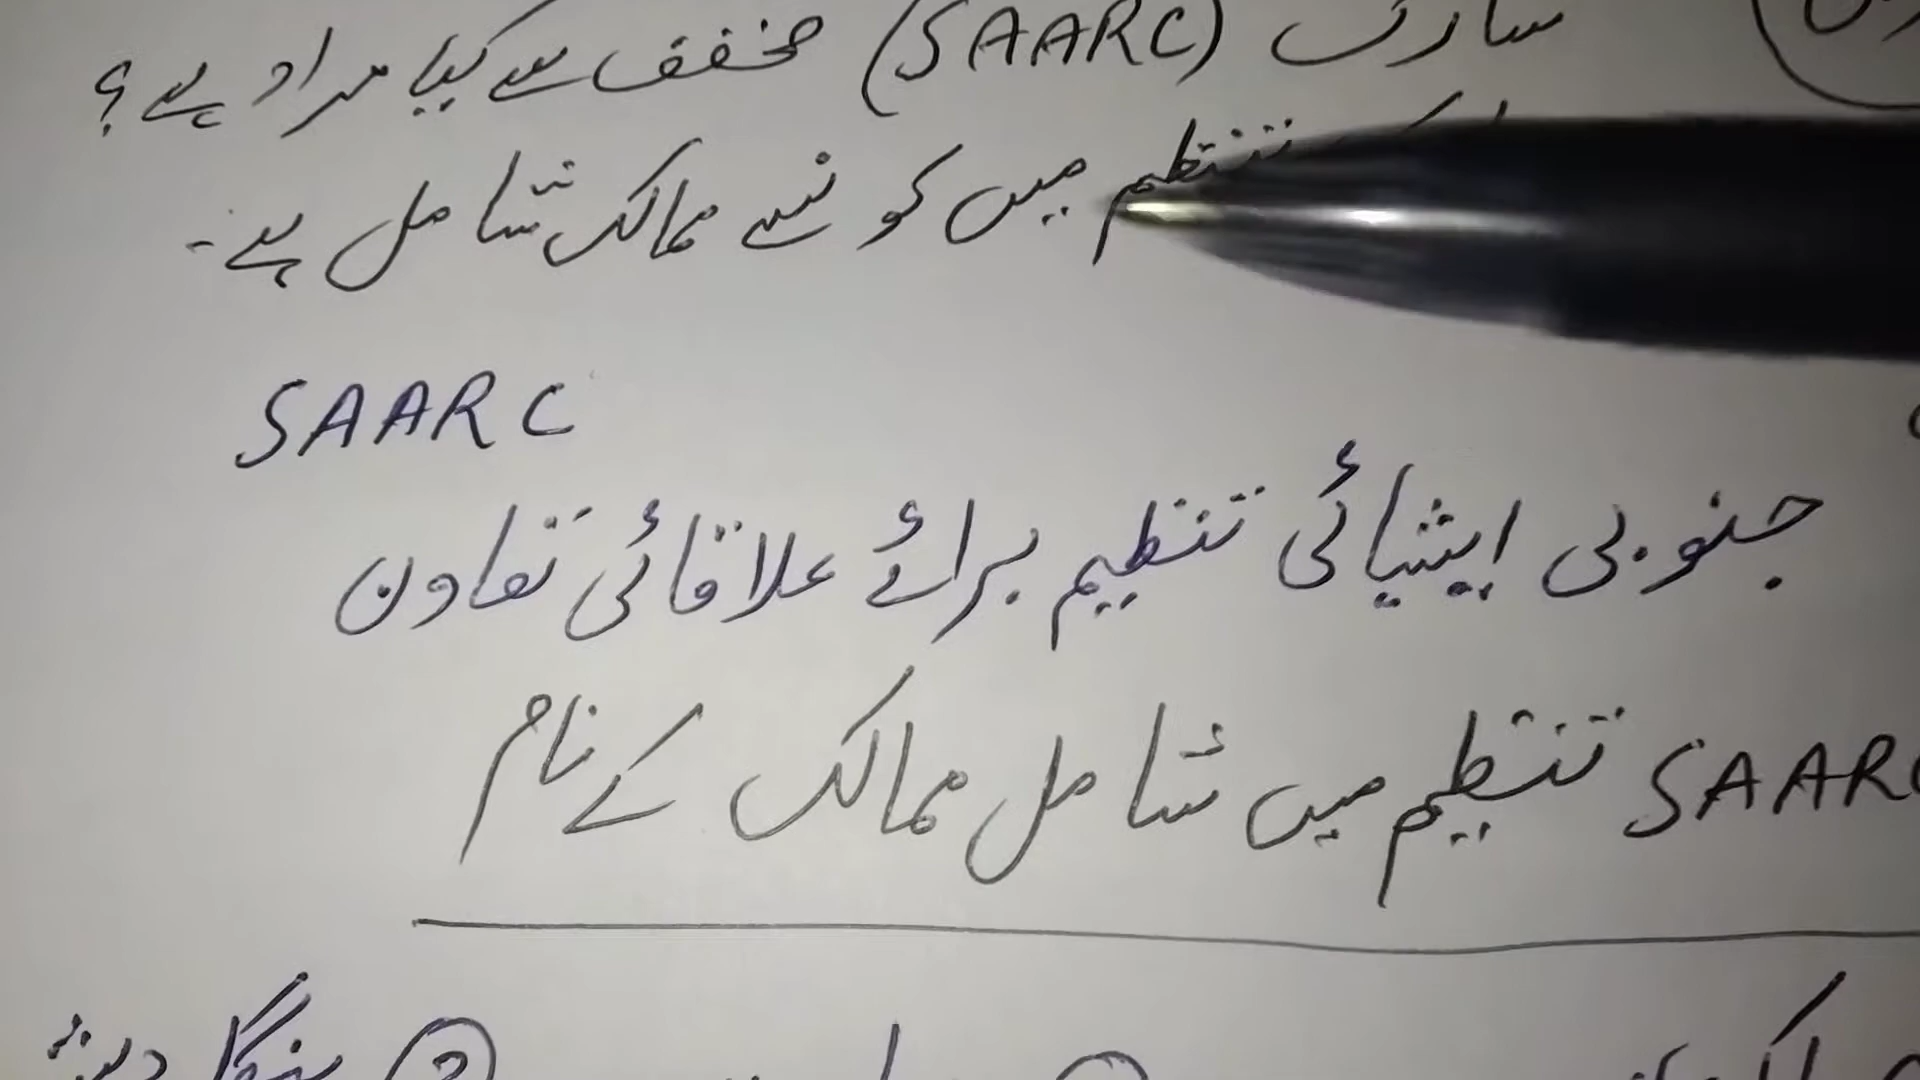 سارک (SAARC) مخفف سے کیا مراد ہے؟
تنظیم میں کونسے ممالک شامل ہے۔
SAARC
جنوبی ایشیائی تنظیم برائے علاقائی تعاون
SAARC تنظیم میں شامل ممالک کے نام